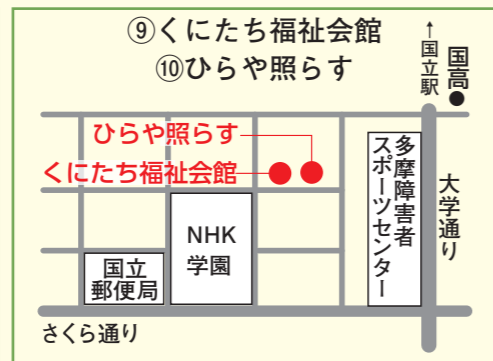 ⑨くにたち福祉会館
⑩ひらや照らす
↑国立駅
国高
ひらや照らす
くにたち福祉会館
多摩障害者
スポーツセンター
大学通り
NHK
学園
国立
郵便局
さくら通り